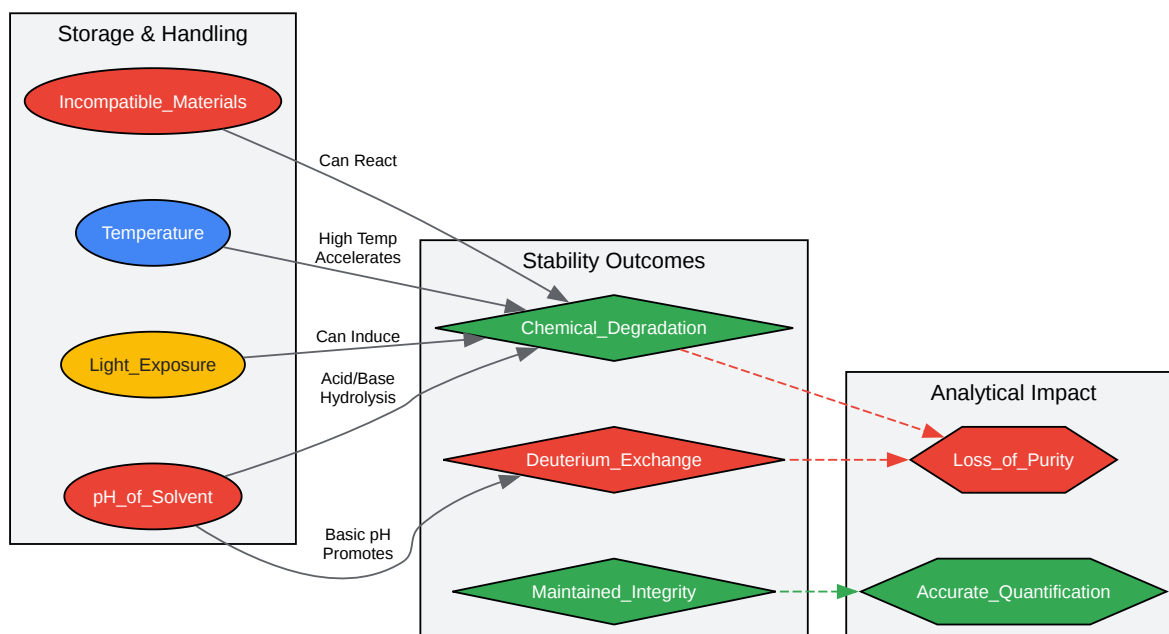 Storage & Handling
Incompatible_Materials
Can React
Temperature
High Temp
Accelerates
Stability Outcomes
Chemical_Degradation
Light_Exposure
Can Induce
Acid/Base
Hydrolysis
Analytical Impact
Deuterium_Exchange
Loss_of_Purity
pH_of_Solvent
Basic pH
Promotes
Maintained_Integrity
Accurate_Quantification